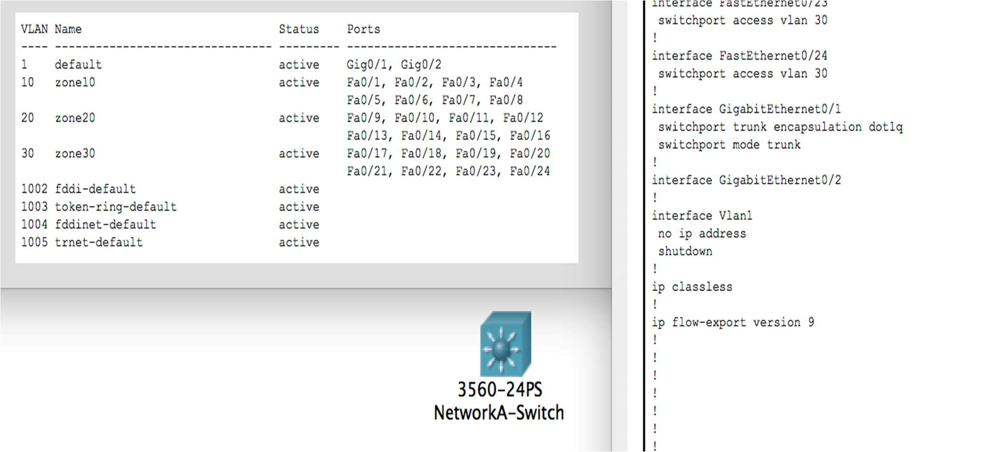 VLAN Name                             Status    Ports
---- -------------------------------- --------- -------------------------------
1    default                          active    Gig0/1, Gig0/2
10   zone10                           active    Fa0/1, Fa0/2, Fa0/3, Fa0/4
                                                Fa0/5, Fa0/6, Fa0/7, Fa0/8
20   zone20                           active    Fa0/9, Fa0/10, Fa0/11, Fa0/12
                                                Fa0/13, Fa0/14, Fa0/15, Fa0/16
30   zone30                           active    Fa0/17, Fa0/18, Fa0/19, Fa0/20
                                                Fa0/21, Fa0/22, Fa0/23, Fa0/24
1002 fddi-default                     active
1003 token-ring-default               active
1004 fddinet-default                  active
1005 trnet-default                    active
3560-24PS
NetworkA-Switch
interface FastEthernet0/23
 switchport access vlan 30
!
interface FastEthernet0/24
 switchport access vlan 30
!
interface GigabitEthernet0/1
 switchport trunk encapsulation dot1q
 switchport mode trunk
!
interface GigabitEthernet0/2
!
interface Vlan1
 no ip address
 shutdown
!
ip classless
!
ip flow-export version 9
!
!
!
!
!
!
!